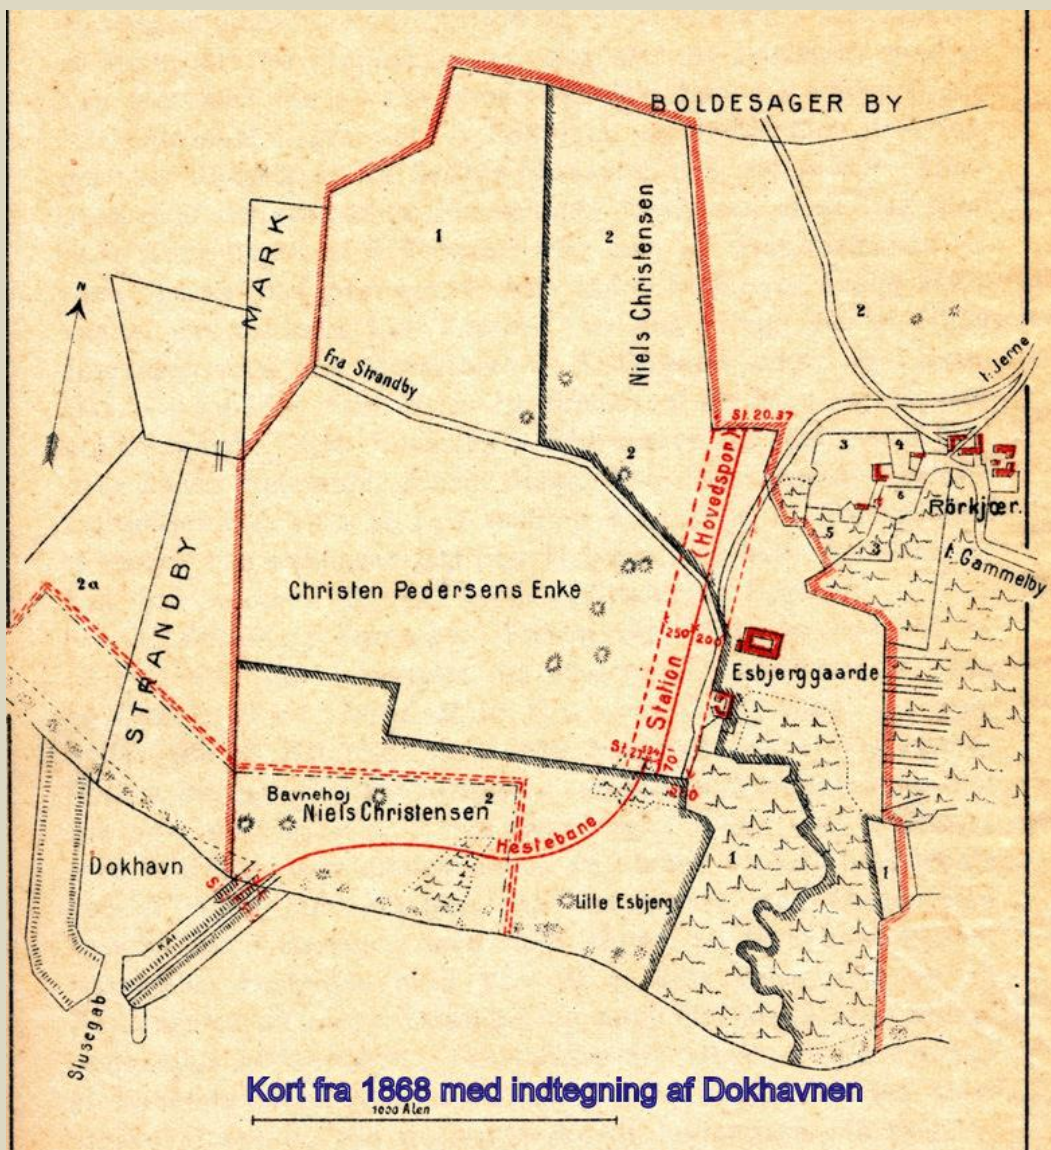 BOLDESAGER BY
N
MARK
1
2
Niels Christensen
2
t. Jerne
fra Strandby
St. 20.37
3
4
2
(Hovedspor)
6
Rörkjær.
5
3
t. Gammelby
2a
STRANDBY
Christen Pedersens Enke
250
200
Station
Esbjerggaarde
70
Bavnehoj
Niels Christensen
2
Hestebane
1
1
Dokhavn
Lille Esbjerg
KAI
Slusegab
Kort fra 1868 med indtegning af Dokhavnen
1000 Alen